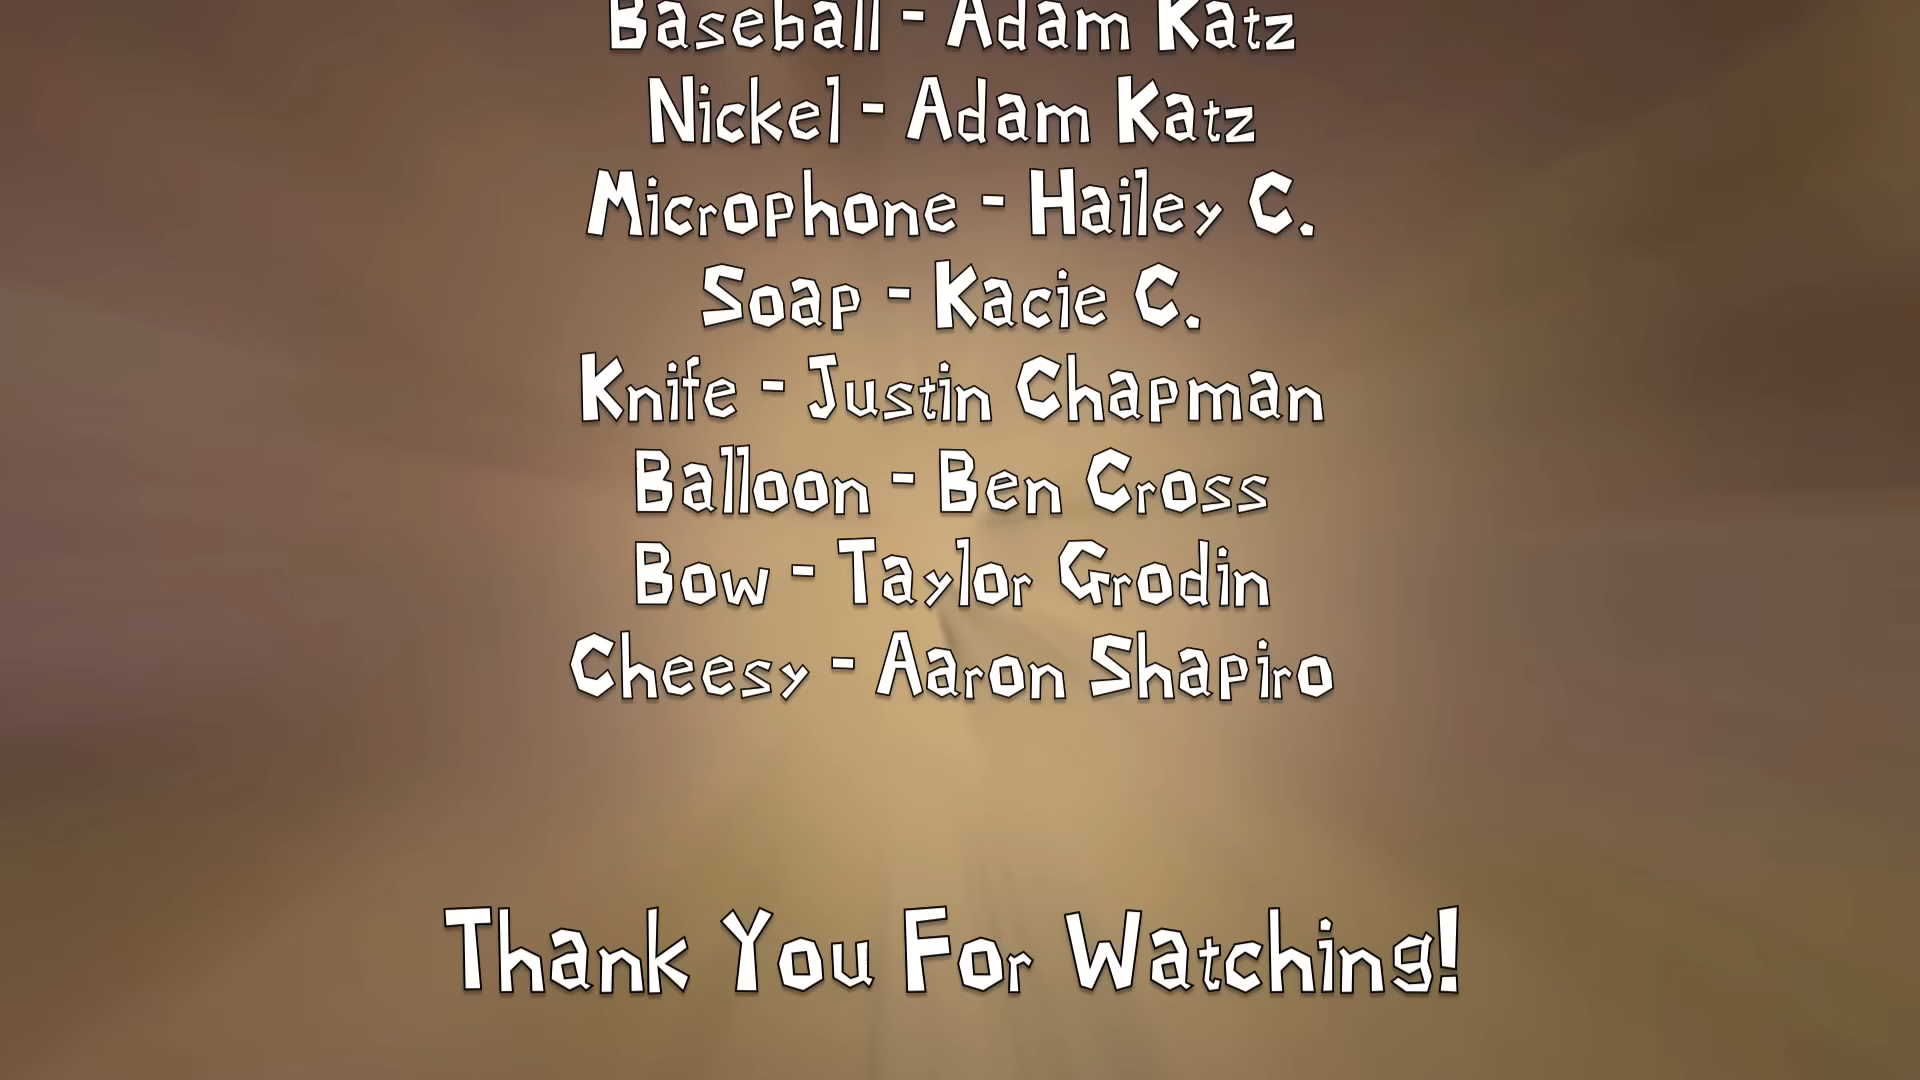 Baseball - Adam Katz
Nickel - Adam Katz
Microphone - Hailey C.
Soap - Kacie C.
Knife - Justin Chapman
Balloon - Ben Cross
Bow - Taylor Grodin
Cheesy - Aaron Shapiro
Thank You For Watching!